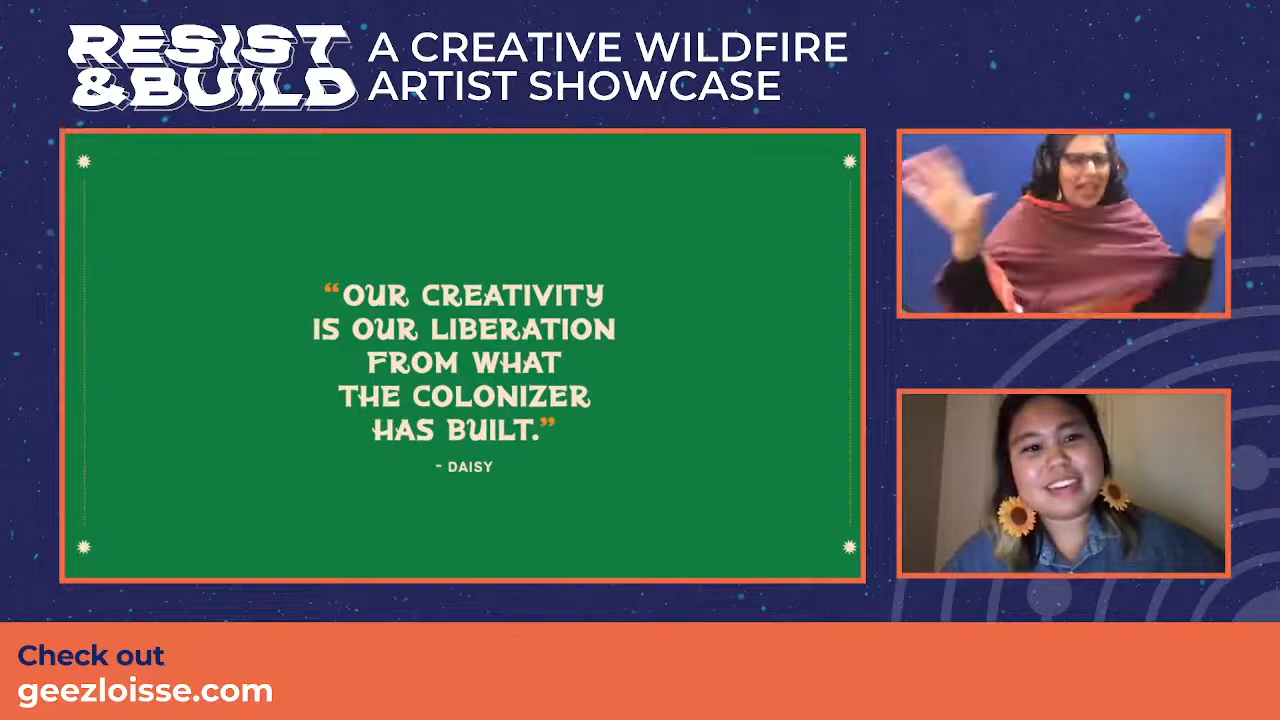 RESIST
&BUILD
A CREATIVE WILDFIRE
ARTIST SHOWCASE
“OUR CREATIVITY
IS OUR LIBERATION
FROM WHAT
THE COLONIZER
HAS BUILT.”
- DAISY
Check out
geezloisse.com